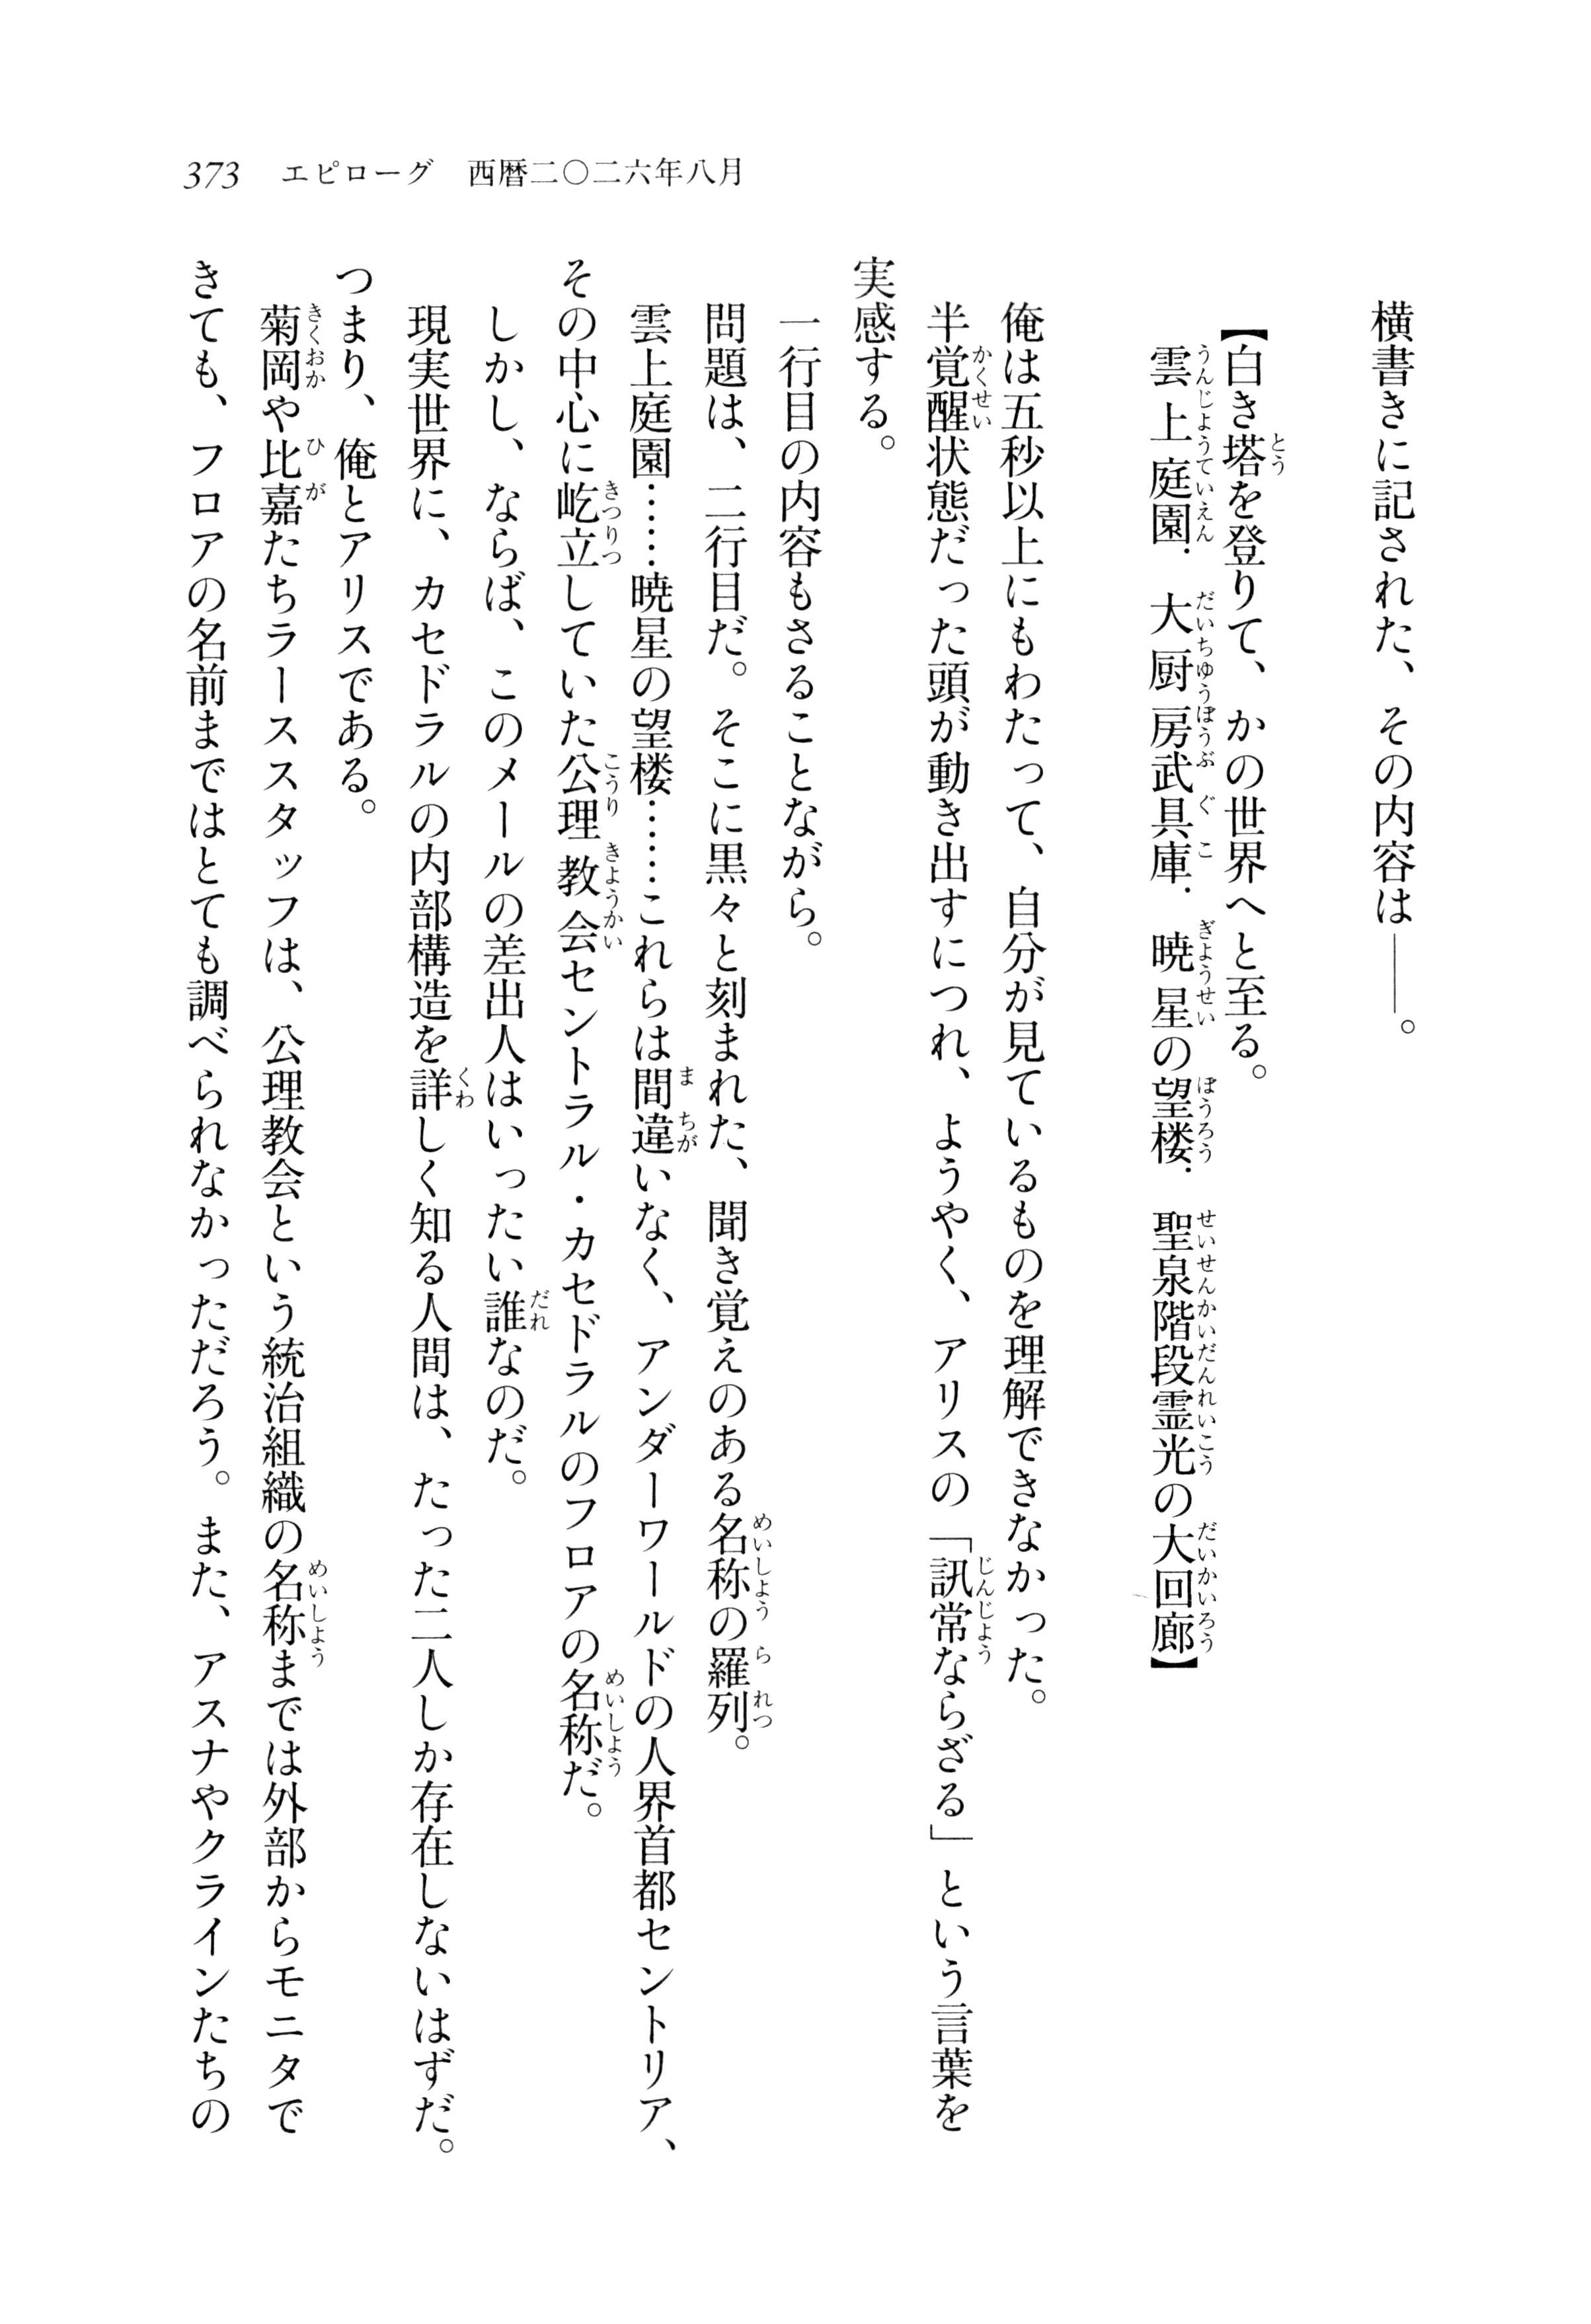 373 エピローグ 西暦二〇二六年八月
横書きに記された、その内容は――。
【白き塔を登りて、かの世界へと至る。
雲上庭園．大厨房武具庫．暁星の望楼．聖泉階段霊光の大回廊】
俺は五秒以上にもわたって、自分が見ているものを理解できなかった。
半覚醒状態だった頭が動き出すにつれ、ようやく、アリスの「訊常ならざる」という言葉を
実感する。
一行目の内容もさることながら。
問題は、二行目だ。そこに黒々と刻まれた、聞き覚えのある名称の羅列。
雲上庭園……暁星の望楼……これらは間違いなく、アンダーワールドの人界首都セントリア、
その中心に屹立していた公理教会セントラル・カセドラルのフロアの名称だ。
しかし、ならば、このメールの差出人はいったい誰なのだ。
現実世界に、カセドラルの内部構造を詳しく知る人間は、たった二人しか存在しないはずだ。
つまり、俺とアリスである。
菊岡や比嘉たちラーススタッフは、公理教会という統治組織の名称までは外部からモニタで
きても、フロアの名前まではとても調べられなかっただろう。また、アスナやクラインたちの